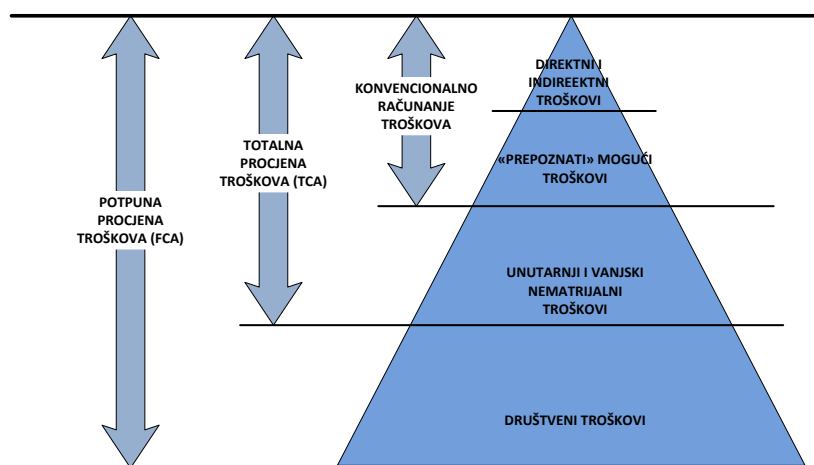 DIREKTNI I
INDIREEKTNI
TROŠKOVI
KONVENCIONALNO
RAČUNANJE
TROŠKOVA
TOTALNA
PROCJENA
TROŠKOVA (TCA)
«PREPOZNATI» MOGUĆI
TROŠKOVI
POTPUNA
PROCJENA
TROŠKOVA (FCA)
UNUTARNJI I VANJSKI
NEMATRIJALNI
TROŠKOVI
DRUŠTVENI TROŠKOVI